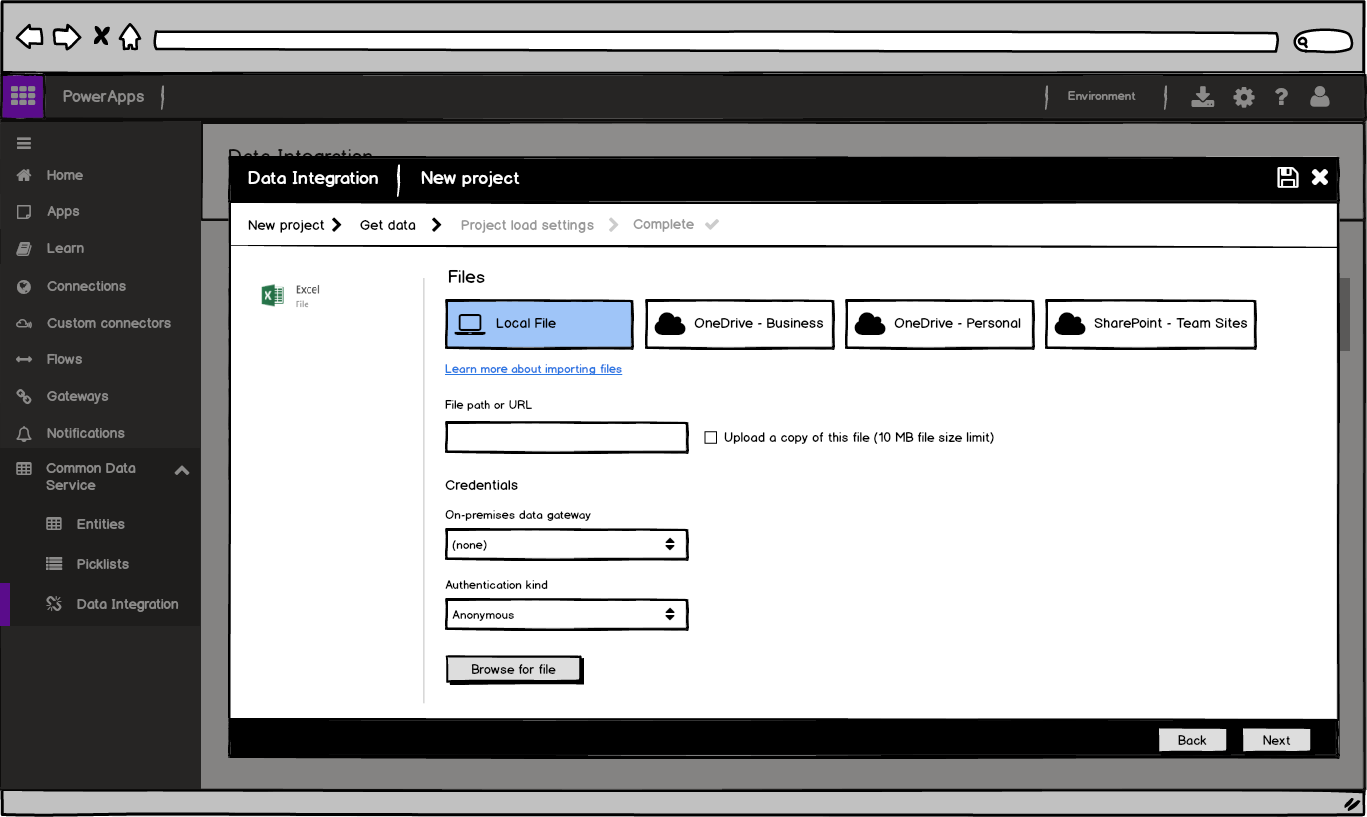 PowerApps
Environment
Home
Apps
Learn
Connections
Custom connectors
Flows
Gateways
Notifications
Common Data
Service
Entities
Picklists
Data Integration
Data Integration
Data Integration
New project
New project
Get data
Project load settings
Complete
Excel
File
Files
Local File
OneDrive - Business
OneDrive - Personal
SharePoint - Team Sites
Learn more about importing files
File path or URL
Upload a copy of this file (10 MB file size limit)
Credentials
On-premises data gateway
(none)
Authentication kind
Anonymous
Browse for file
Back
Next